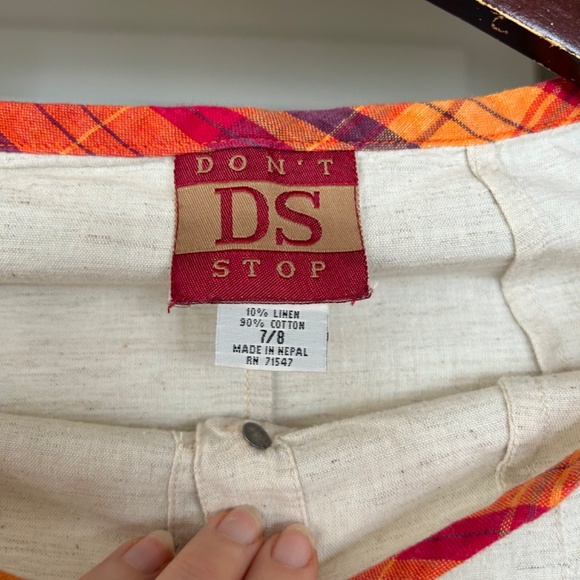 DON'T
DS
STOP
10% LINEN
90% COTTON
7/8
MADE IN NEPAL
RN 71547